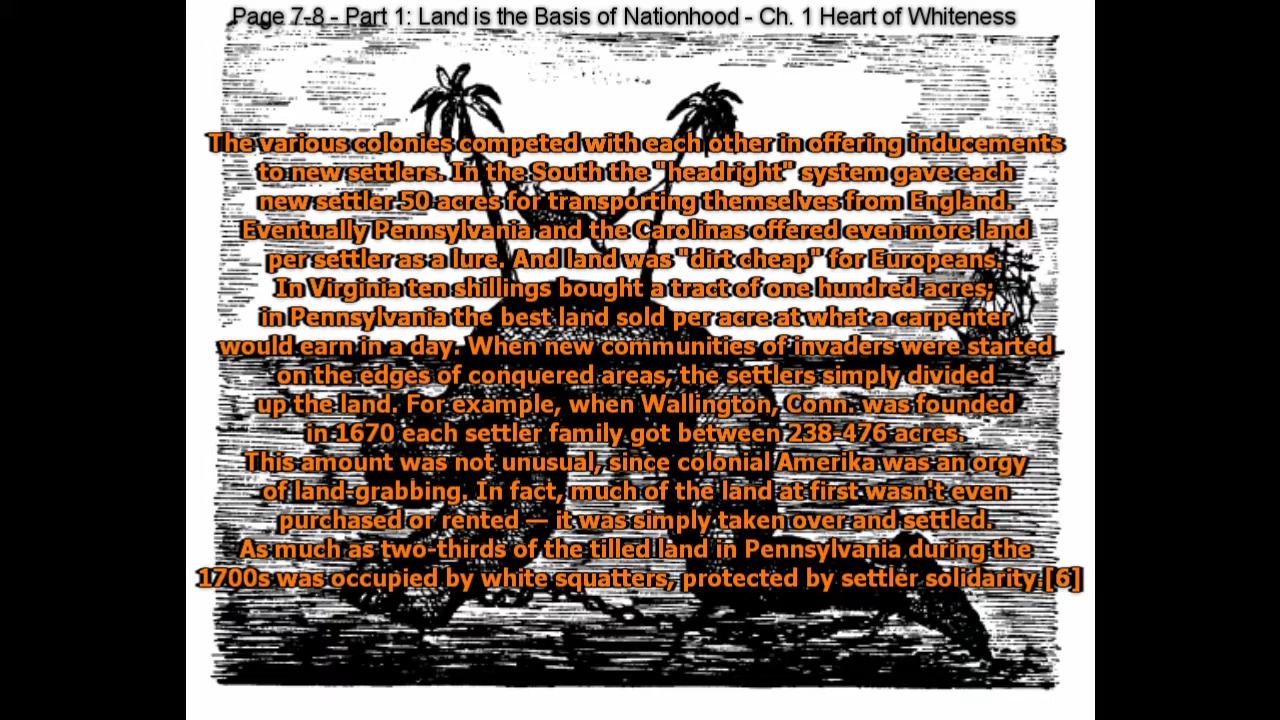 Page 7-8 - Part 1: Land is the Basis of Nationhood - Ch. 1 Heart of Whiteness
The various colonies competed with each other in offering inducements
to new settlers. In the South the "headright" system gave each
new settler 50 acres for transporting themselves from England.
Eventually Pennsylvania and the Carolinas offered even more land
per settler as a lure. And land was "dirt cheap" for Europeans.
In Virginia ten shillings bought a tract of one hundred acres;
in Pennsylvania the best land sold per acre at what a carpenter
would earn in a day. When new communities of invaders were started
on the edges of conquered areas, the settlers simply divided
up the land. For example, when Wallington, Conn. was founded
in 1670 each settler family got between 238-476 acres.
This amount was not unusual, since colonial Amerika was an orgy
of land-grabbing. In fact, much of the land at first wasn't even
purchased or rented — it was simply taken over and settled.
As much as two-thirds of the tilled land in Pennsylvania during the
1700s was occupied by white squatters, protected by settler solidarity.[6]